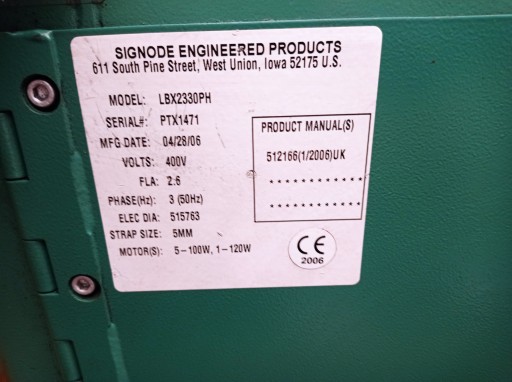 SIGNODE ENGINEERED PRODUCTS
611 South Pine Street, West Union, Iowa 52175 U.S.
MODEL: LBX2330PH
SERIAL#: PTX1471
MFG DATE: 04/28/06
VOLTS: 400V
FLA: 2.6
PHASE(Hz): 3 (50Hz)
ELEC DIA: 515763
STRAP SIZE: 5MM
MOTOR(S): 5-100W, 1-120W
PRODUCT MANUAL(S)
512166(1/2006)UK
CE
2006